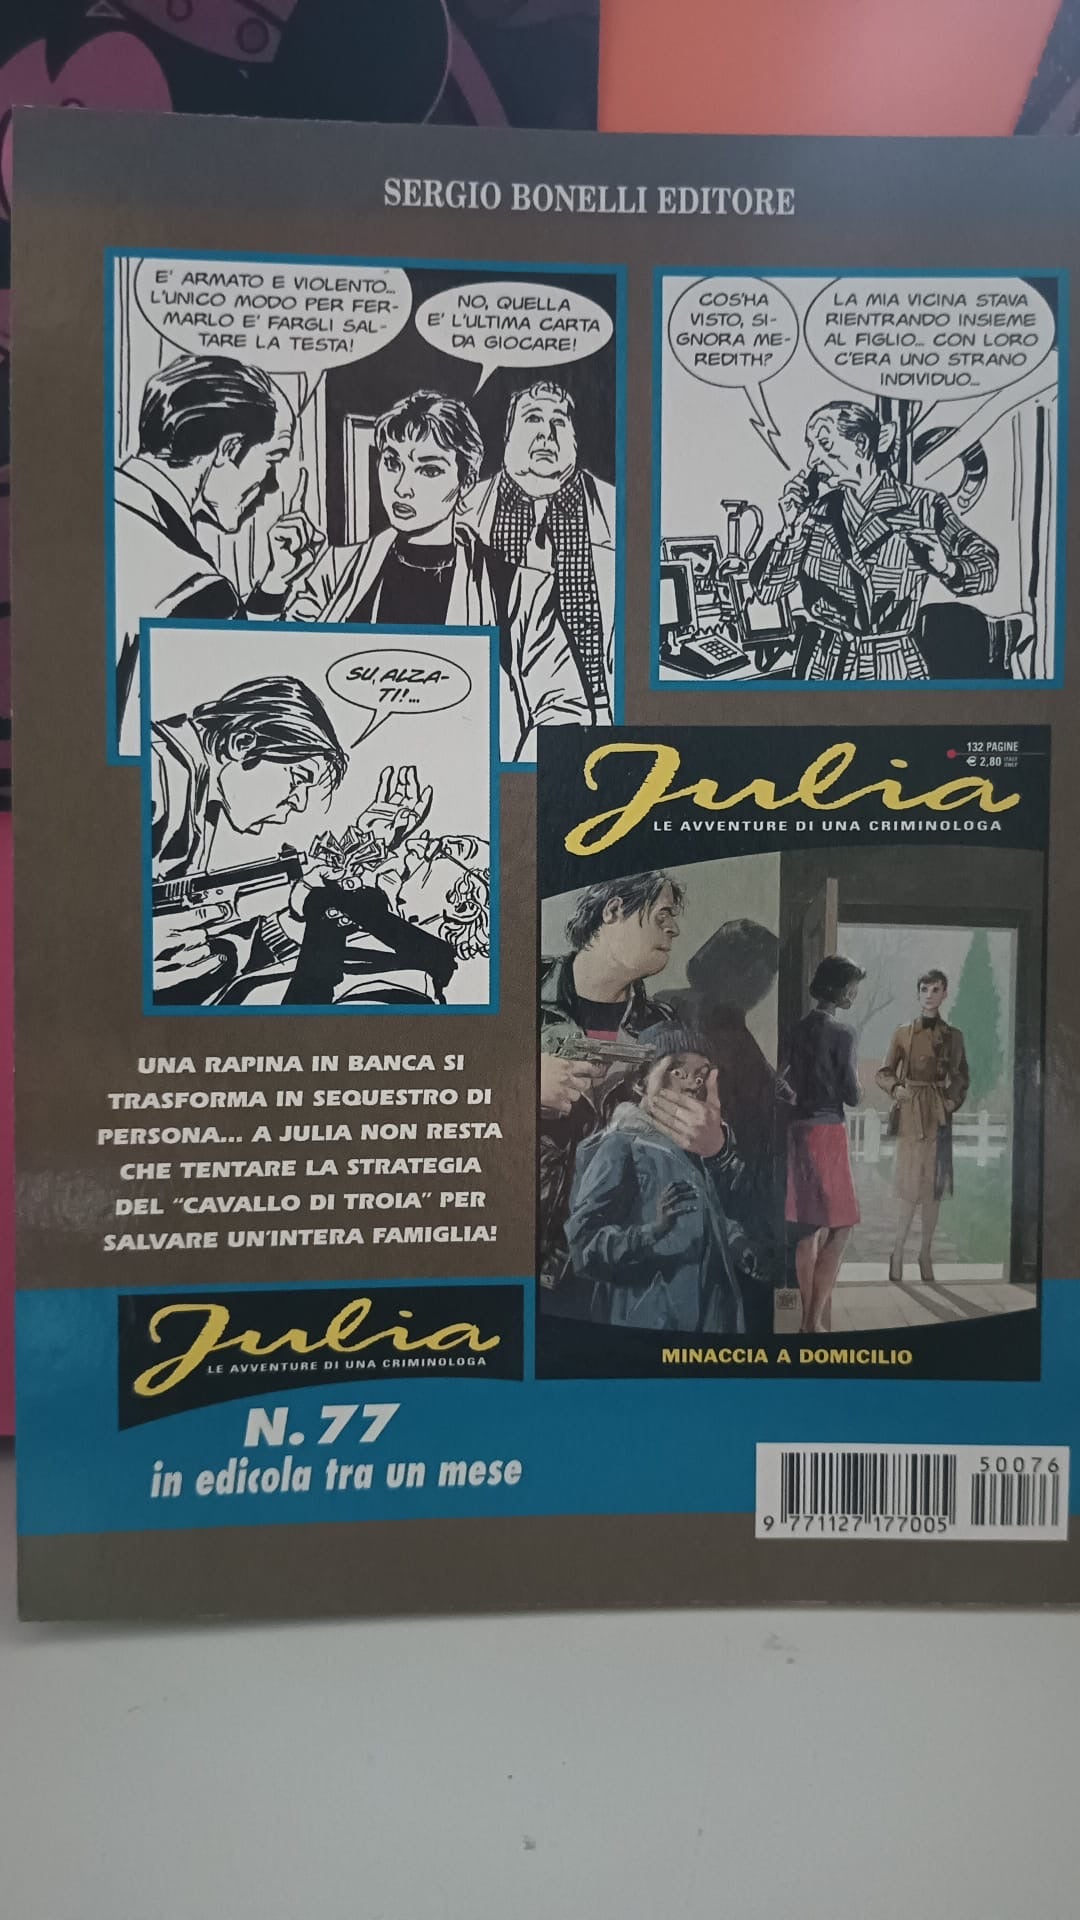 SERGIO BONELLI EDITORE
E' ARMATO E VIOLENTO...
L'UNICO MODO PER FER-
MARLO E' FARGLI SAL-
TARE LA TESTA!
NO, QUELLA
E' L'ULTIMA CARTA
DA GIOCARE!
COS'HA
VISTO, SI-
GNORA ME-
REDITH?
LA MIA VICINA STAVA
RIENTRANDO INSIEME
AL FIGLIO... CON LORO
C'ERA UNO STRANO
INDIVIDUO...
SU, ALZA-
TI!...
UNA RAPINA IN BANCA SI
TRASFORMA IN SEQUESTRO DI
PERSONA... A JULIA NON RESTA
CHE TENTARE LA STRATEGIA
DEL "CAVALLO DI TROIA" PER
SALVARE UN'INTERA FAMIGLIA!
Julia
132 PAGINE
€ 2,80 ITALY ONLY
LE AVVENTURE DI UNA CRIMINOLOGA
MINACCIA A DOMICILIO
Julia
LE AVVENTURE DI UNA CRIMINOLOGA
N. 77
in edicola tra un mese
50076
9 771127 177005